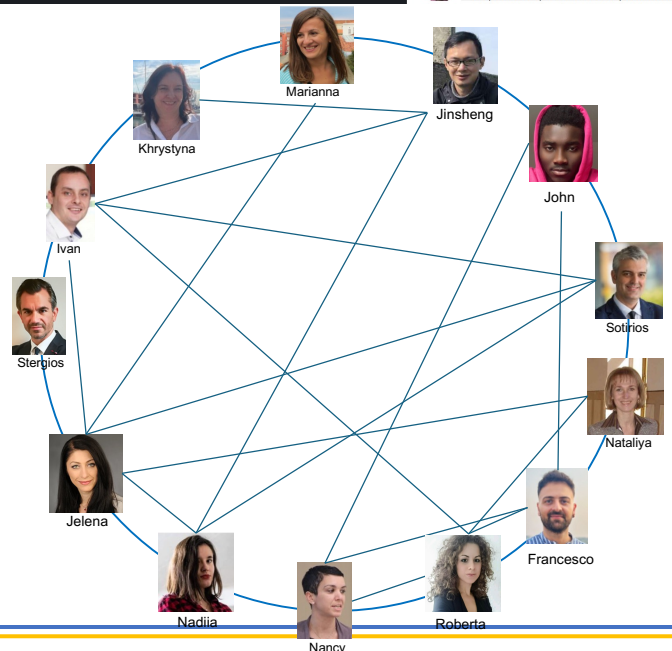 Marianna
Jinsheng
Khrystyna
John
Ivan
Sotirios
Stergios
Nataliya
Jelena
Francesco
Nadiia
Roberta
Nancy